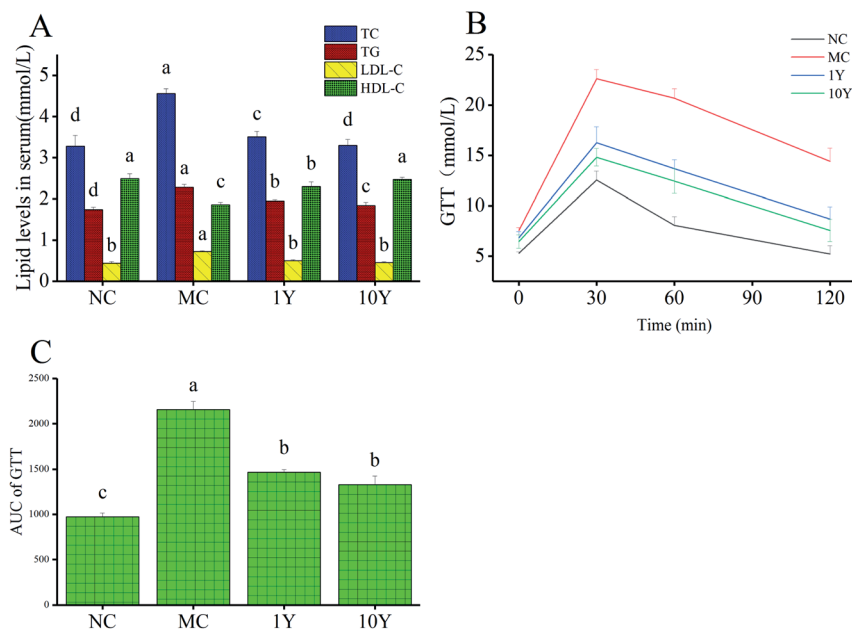 A
TC
TG
LDL-C
HDL-C
Lipid levels in serum(mmol/L)
5
4
3
2
1
0
d
d
b
a
a
a
a
c
c
b
b
b
d
c
b
a
NC MC 1Y 10Y
B
NC
MC
1Y
10Y
GTT（mmol/L）
25
20
15
10
5
0 30 60 90 120
Time (min)
C
AUC of GTT
2500
2000
1500
1000
500
0
c
a
b
b
NC MC 1Y 10Y